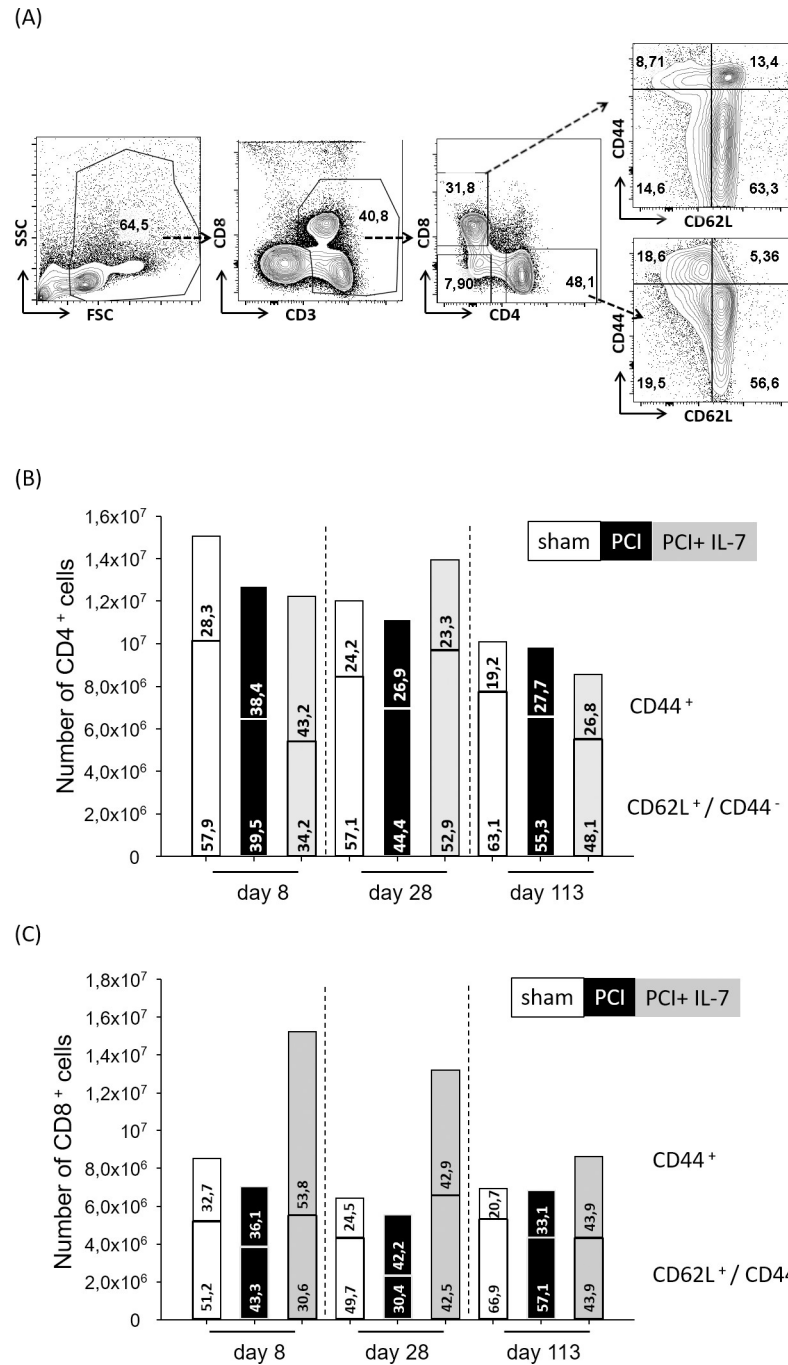 (A)
SSC
64,5
FSC
CD8
40,8
CD3
CD8
31,8
7,90
48,1
CD4
CD44
8,71
13,4
14,6
63,3
CD62L
CD44
18,6
5,36
19,5
56,6
CD62L
(B)
Number of CD4+ cells
1,6x10⁷
1,4x10⁷
1,2x10⁷
10⁷
8,0x10⁶
6,0x10⁶
4,0x10⁶
2,0x10⁶
0
sham PCI PCI+ IL-7
28,3
57,9
38,4
39,5
43,2
34,2
24,2
57,1
26,9
44,4
23,3
52,9
19,2
63,1
27,7
55,3
26,8
48,1
CD44 +
CD62L + / CD44 -
day 8 day 28 day 113
(C)
Number of CD8+ cells
1,8x10⁷
1,6x10⁷
1,4x10⁷
1,2x10⁷
10⁷
8,0x10⁶
6,0x10⁶
4,0x10⁶
2,0x10⁶
0
sham PCI PCI+ IL-7
32,7
51,2
36,1
43,3
53,8
30,6
24,5
49,7
42,2
30,4
42,9
42,5
20,7
66,9
33,1
57,1
43,9
43,9
CD44 +
CD62L + / CD44
day 8 day 28 day 113